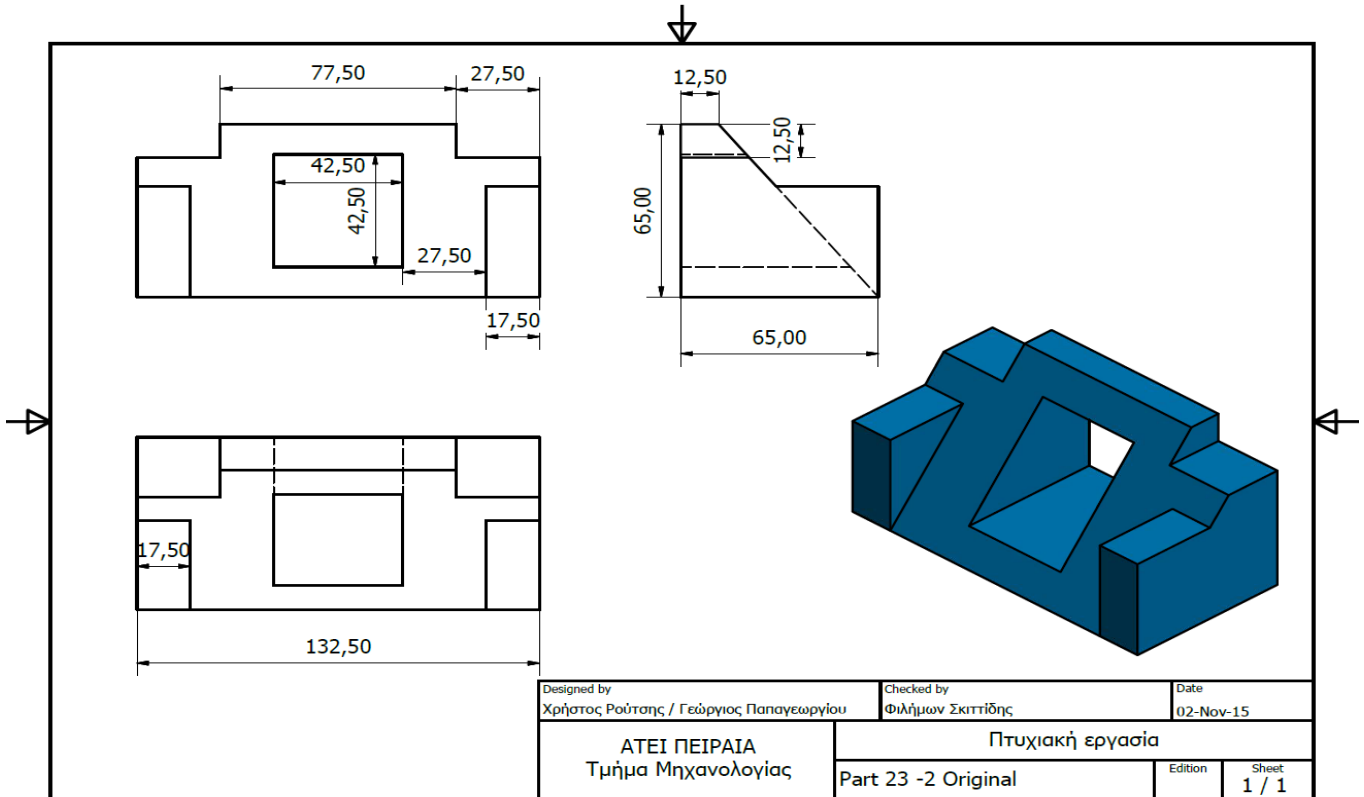 77,50
27,50
12,50
12,50
42,50
42,50
65,00
27,50
17,50
65,00
17,50
132,50
Designed by
Χρήστος Ρούτσης / Γεώργιος Παπαγεωργίου
Checked by
Φιλήμων Σκιττίδης
Date
02-Nov-15
ΑΤΕΙ ΠΕΙΡΑΙΑ
Τμήμα Μηχανολογίας
Πτυχιακή εργασία
Part 23 -2 Original
Edition
Sheet
1 / 1